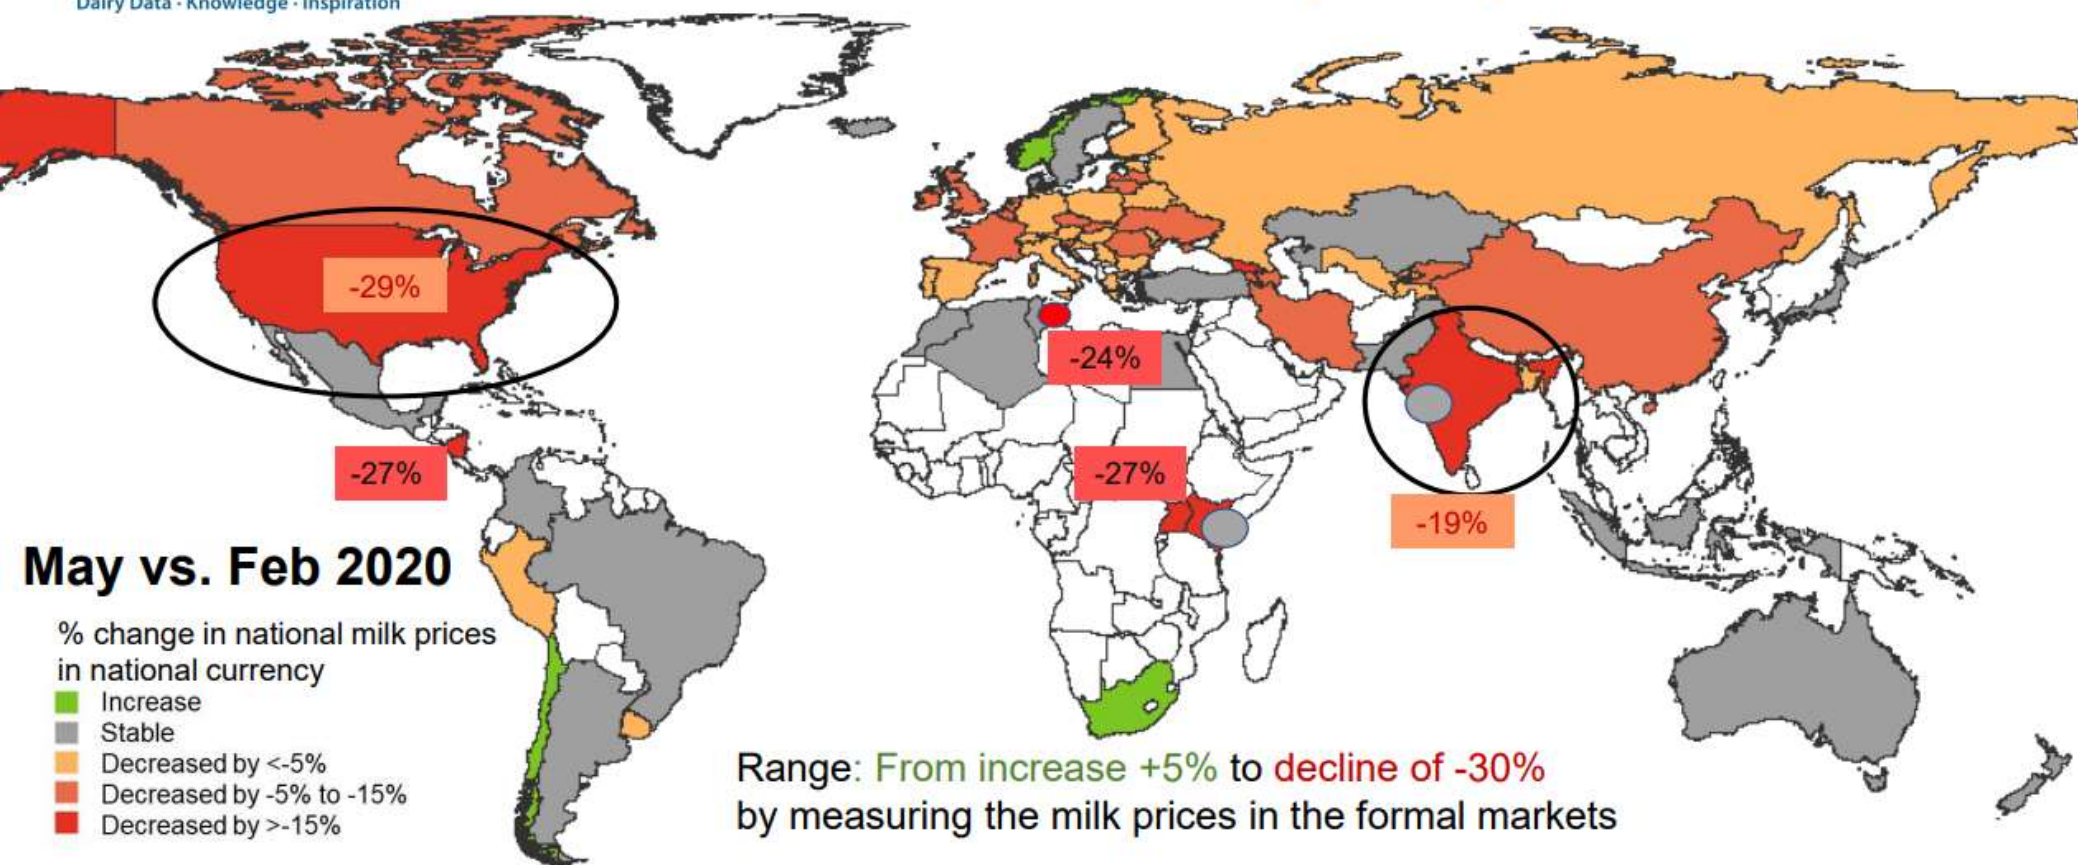 Dairy Data · Knowledge · Inspiration
-29%
-24%
-27%
-27%
-19%
May vs. Feb 2020
% change in national milk prices
in national currency
Increase
Stable
Decreased by <-5%
Decreased by -5% to -15%
Decreased by >-15%
Range: From increase +5% to decline of -30%
by measuring the milk prices in the formal markets